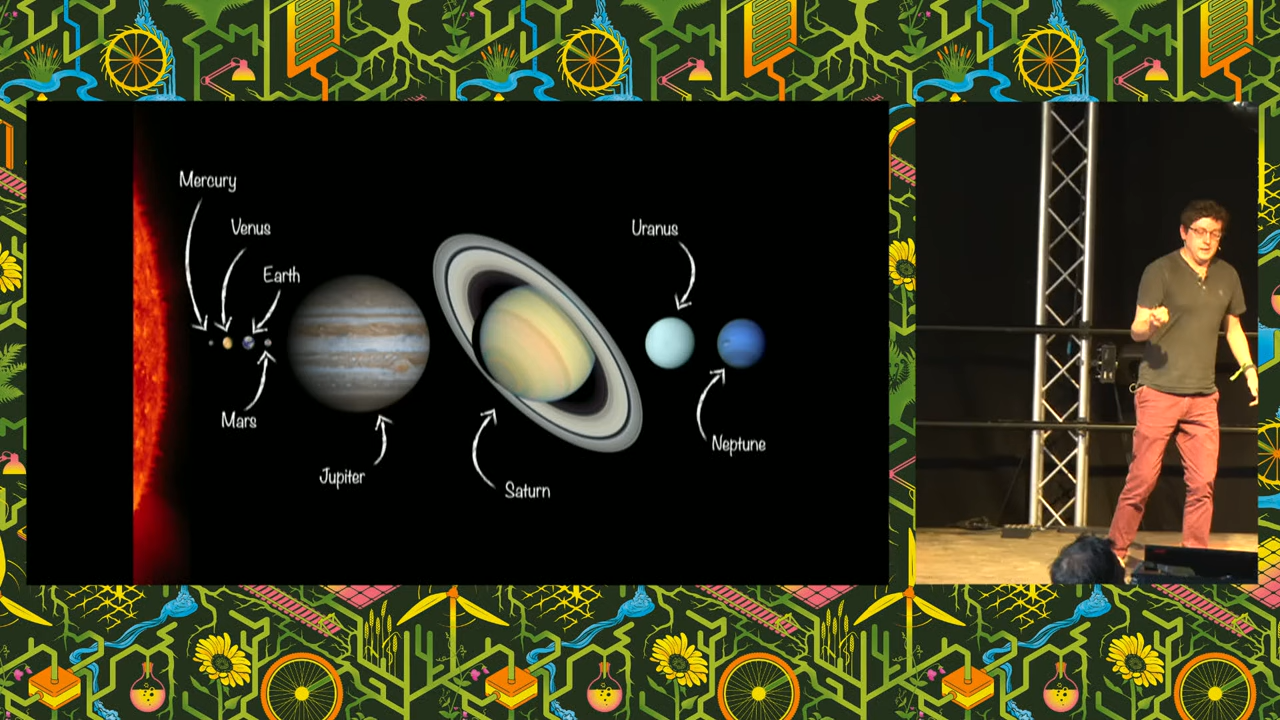 Mercury
Venus
Earth
Mars
Jupiter
Saturn
Uranus
Neptune